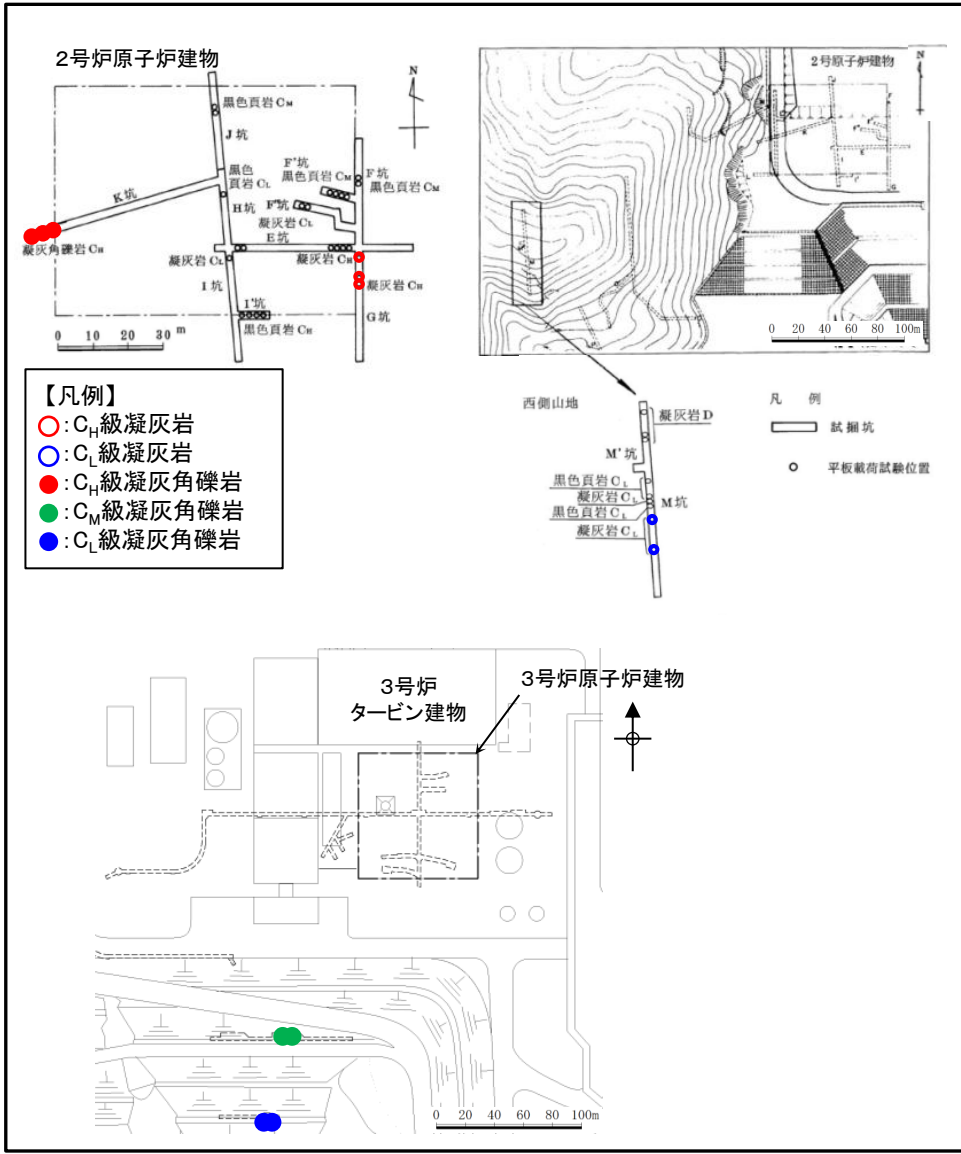 2号炉原子炉建物
N
黒色頁岩 CM
J坑
黒色
頁岩 CL
K坑
H坑
F'坑
黒色頁岩 CM
F坑
黒色頁岩 CM
F"坑
凝灰岩 CL
E坑
凝灰角礫岩 CH
凝灰岩 CL
凝灰岩 CH
I坑
凝灰岩 CH
I'坑
黒色頁岩 CH
G坑
0 10 20 30 m
2号原子炉建物
N
K
E
I
G
0 20 40 60 80 100m
【凡例】
:CH級凝灰岩
:CL級凝灰岩
:CH級凝灰角礫岩
:CM級凝灰角礫岩
:CL級凝灰角礫岩
西側山地
凝灰岩 D
M'坑
黒色頁岩 CL
凝灰岩 CL
M坑
黒色頁岩 CL
凝灰岩 CL
凡 例
試掘坑
平板載荷試験位置
3号炉
タービン建物
3号炉原子炉建物
0 20 40 60 80 100m